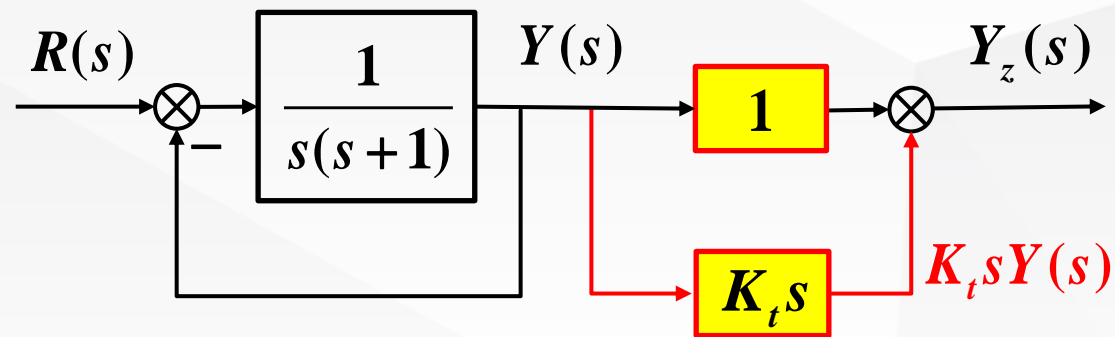 R(s)
1
s(s+1)
Y(s)
1
Y_z(s)
−
K_t s
K_t sY(s)